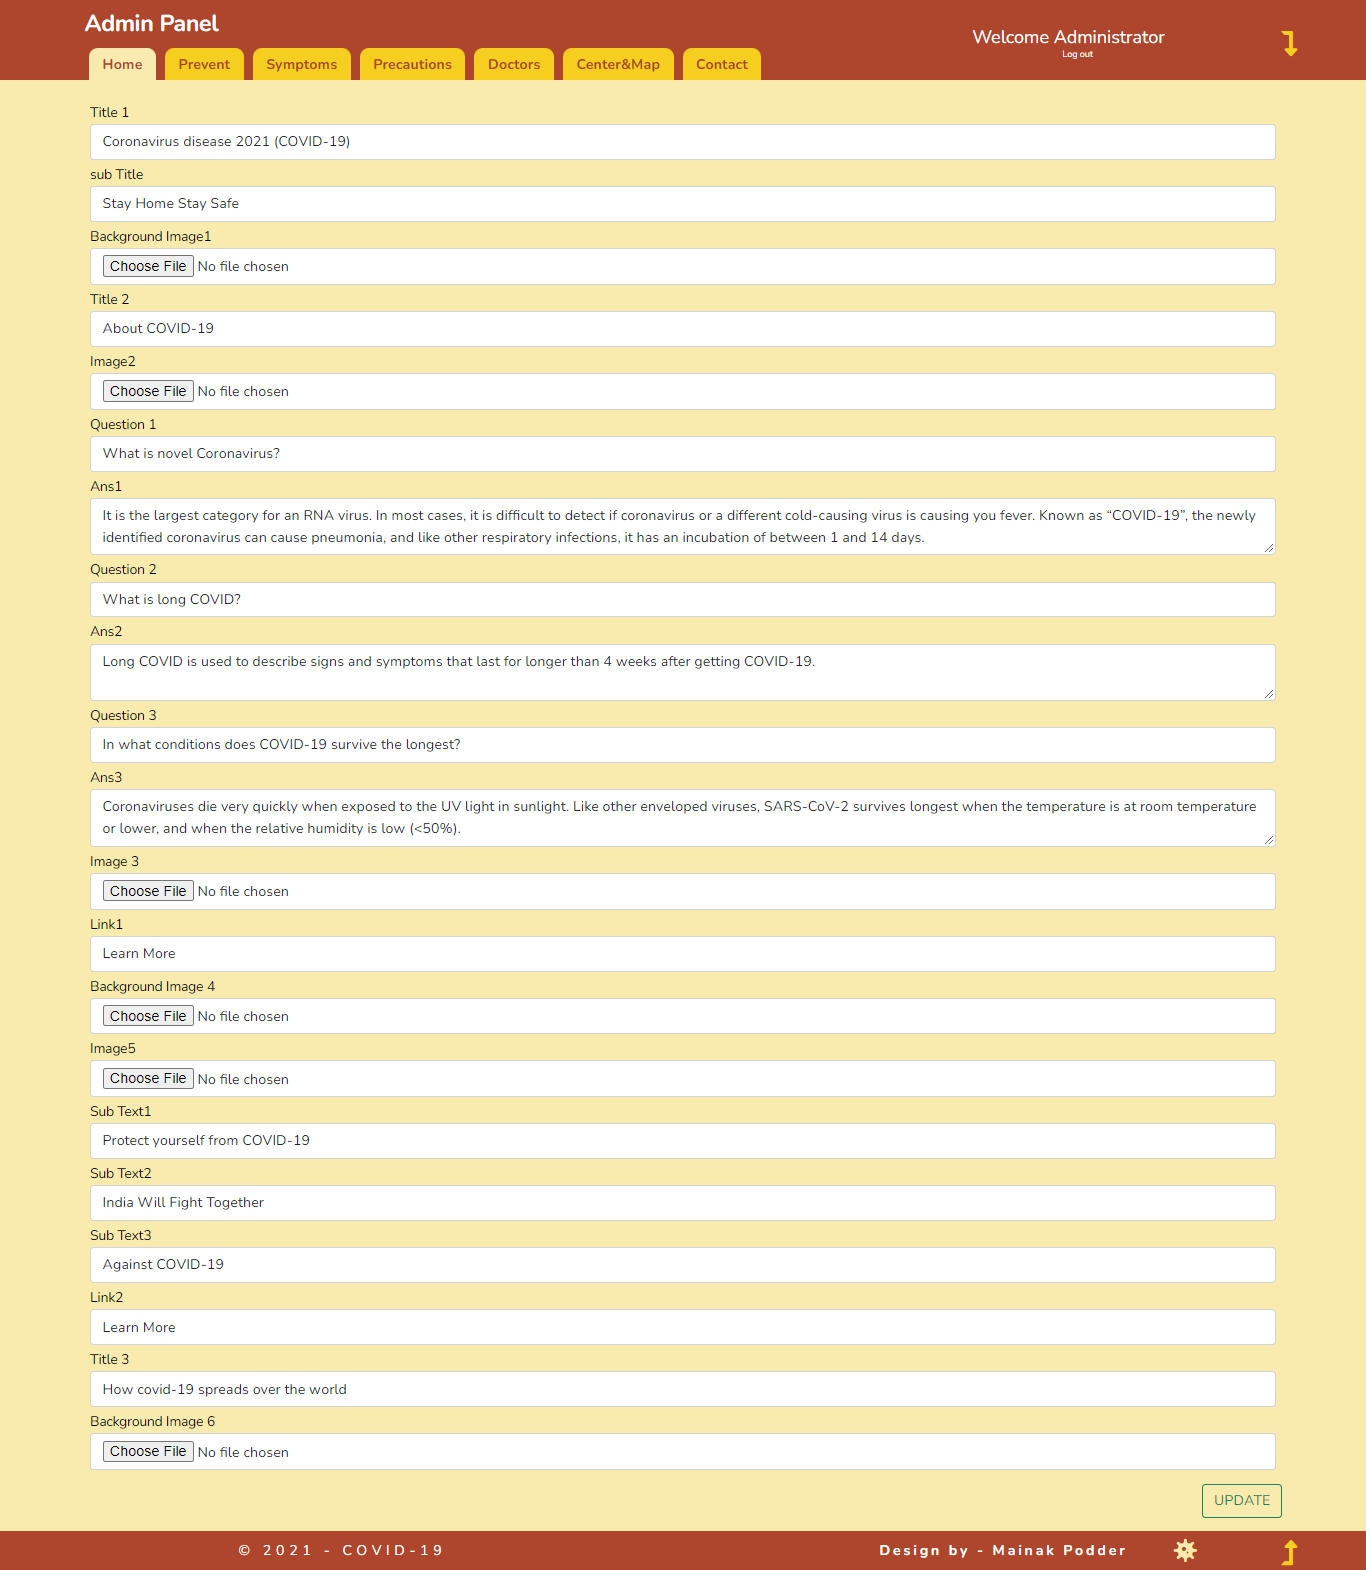 Admin Panel
Welcome Administrator
Log out
Home Prevent Symptoms Precautions Doctors Center&Map Contact
Title 1
Coronavirus disease 2021 (COVID-19)
sub Title
Stay Home Stay Safe
Background Image1
Choose File No file chosen
Title 2
About COVID-19
Image2
Choose File No file chosen
Question 1
What is novel Coronavirus?
Ans1
It is the largest category for an RNA virus. In most cases, it is difficult to detect if coronavirus or a different cold-causing virus is causing you fever. Known as “COVID-19”, the newly
identified coronavirus can cause pneumonia, and like other respiratory infections, it has an incubation of between 1 and 14 days.
Question 2
What is long COVID?
Ans2
Long COVID is used to describe signs and symptoms that last for longer than 4 weeks after getting COVID-19.
Question 3
In what conditions does COVID-19 survive the longest?
Ans3
Coronaviruses die very quickly when exposed to the UV light in sunlight. Like other enveloped viruses, SARS-CoV-2 survives longest when the temperature is at room temperature
or lower, and when the relative humidity is low (<50%).
Image 3
Choose File No file chosen
Link1
Learn More
Background Image 4
Choose File No file chosen
Image5
Choose File No file chosen
Sub Text1
Protect yourself from COVID-19
Sub Text2
India Will Fight Together
Sub Text3
Against COVID-19
Link2
Learn More
Title 3
How covid-19 spreads over the world
Background Image 6
Choose File No file chosen
UPDATE
© 2021 - COVID-19
Design by - Mainak Podder